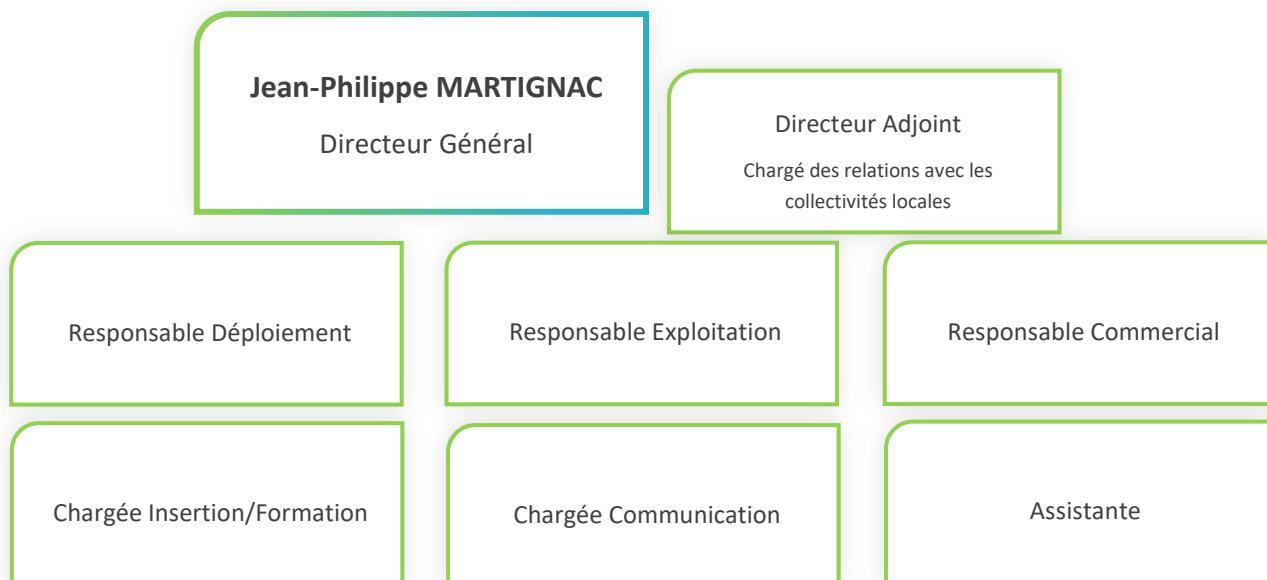 Jean-Philippe MARTIGNAC
Directeur Général
Directeur Adjoint
Chargé des relations avec les
collectivités locales
Responsable Déploiement
Responsable Exploitation
Responsable Commercial
Chargée Insertion/Formation
Chargée Communication
Assistante